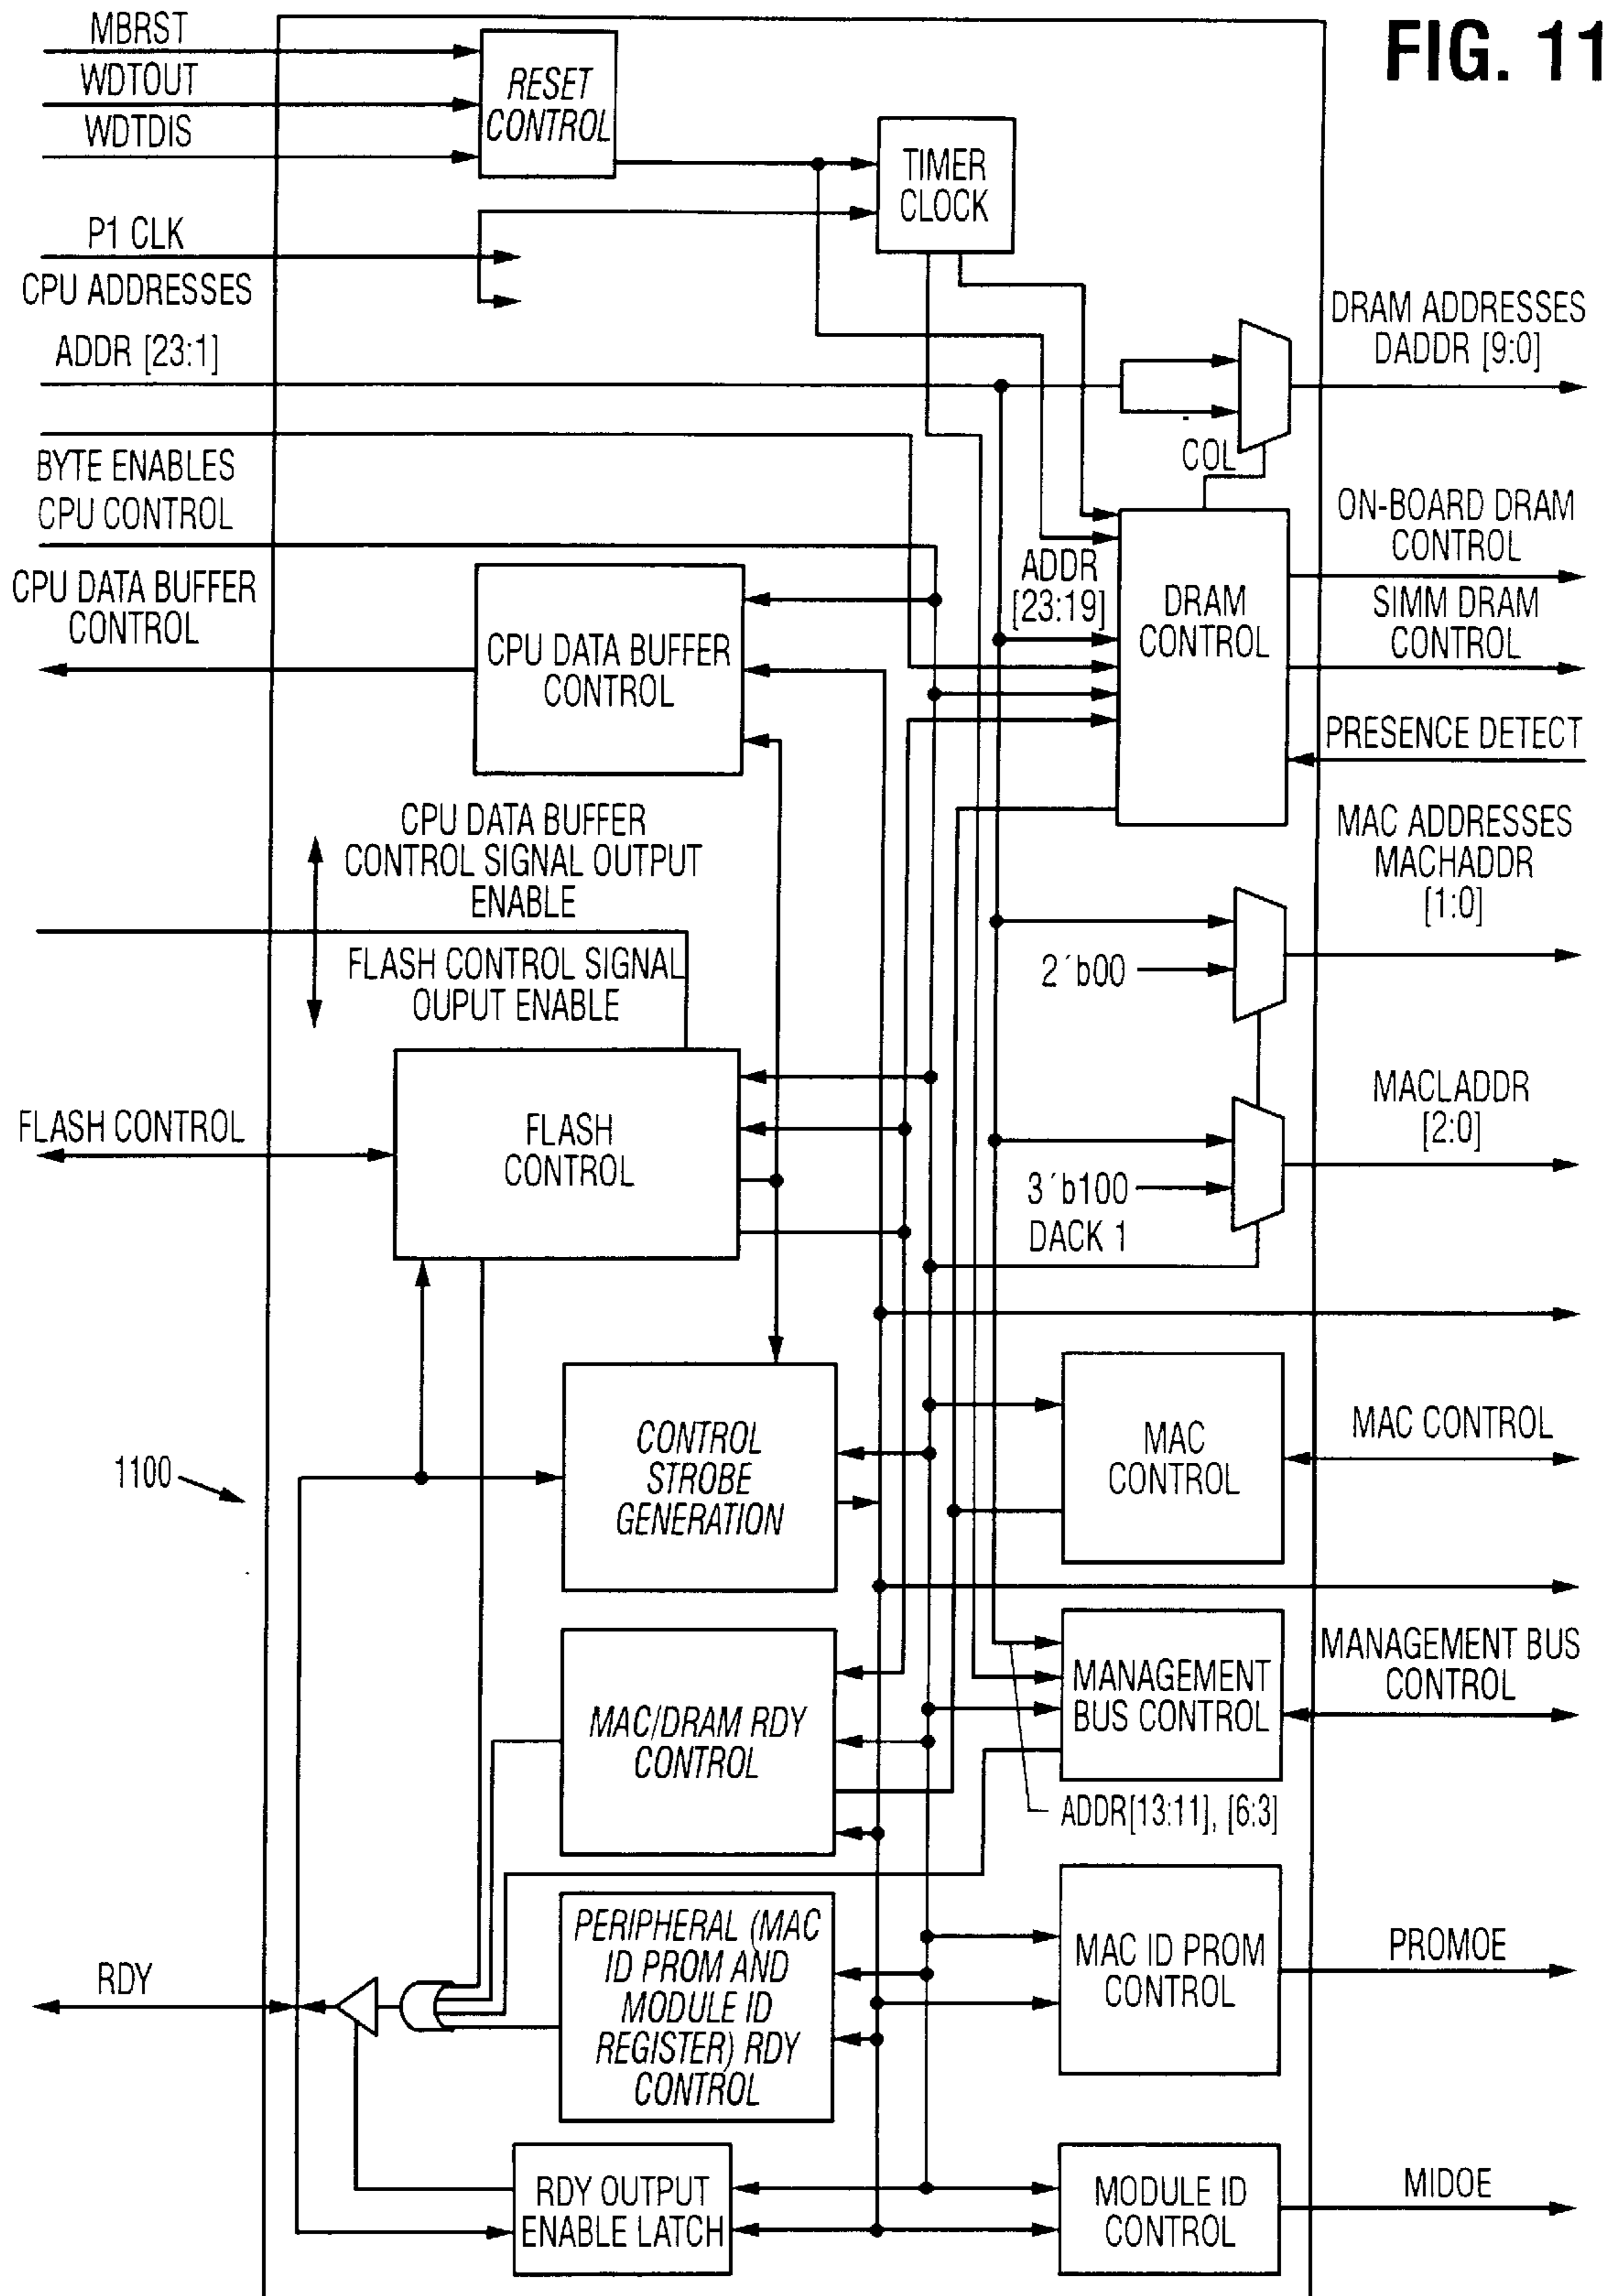 FIG. 11
MBRST
WDTOUT
WDTDIS
RESET
CONTROL
TIMER
CLOCK
P1 CLK
CPU ADDRESSES
ADDR [23:1]
DRAM ADDRESSES
DADDR [9:0]
COL
BYTE ENABLES
CPU CONTROL
ON-BOARD DRAM
CONTROL
CPU DATA BUFFER
CONTROL
CPU DATA BUFFER
CONTROL
ADDR
[23:19]
DRAM
CONTROL
SIMM DRAM
CONTROL
PRESENCE DETECT
CPU DATA BUFFER
CONTROL SIGNAL OUTPUT
ENABLE
MAC ADDRESSES
MACHADDR
[1:0]
FLASH CONTROL SIGNAL
OUPUT ENABLE
2´b00
FLASH CONTROL
FLASH
CONTROL
MACLADDR
[2:0]
3´b100
DACK 1
1100
CONTROL
STROBE
GENERATION
MAC
CONTROL
MAC CONTROL
MAC/DRAM RDY
CONTROL
MANAGEMENT
BUS CONTROL
MANAGEMENT BUS
CONTROL
ADDR[13:11], [6:3]
RDY
PERIPHERAL (MAC
ID PROM AND
MODULE ID
REGISTER) RDY
CONTROL
MAC ID PROM
CONTROL
PROMOE
RDY OUTPUT
ENABLE LATCH
MODULE ID
CONTROL
MIDOE